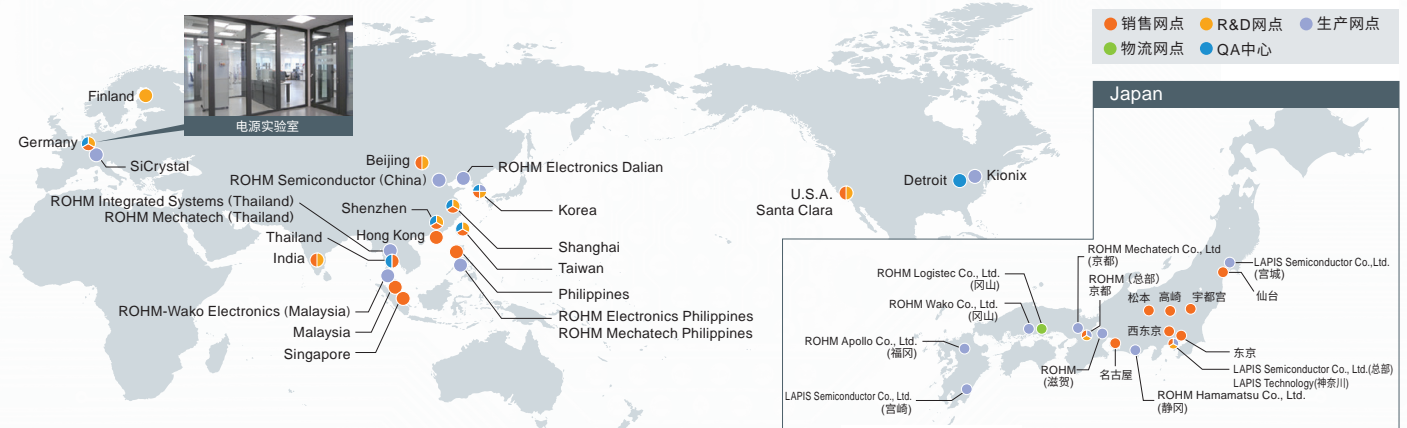 销售网点
R&D网点
生产网点
物流网点
QA中心
Japan
电源实验室
Finland
Germany
SiCrystal
Beijing
ROHM Semiconductor (China)
ROHM Electronics Dalian
ROHM Integrated Systems (Thailand)
ROHM Mechatech (Thailand)
Shenzhen
Korea
Thailand
Hong Kong
Shanghai
India
Taiwan
Philippines
ROHM-Wako Electronics (Malaysia)
ROHM Electronics Philippines
ROHM Mechatech Philippines
Malaysia
Singapore
U.S.A.
Santa Clara
Detroit
Kionix
ROHM Mechatech Co., Ltd
(京都)
ROHM Logistec Co., Ltd.
(冈山)
ROHM（总部）
京都
LAPIS Semiconductor Co.,Ltd.
(宫城)
仙台
ROHM Wako Co., Ltd.
(冈山)
松本
高崎
宇都宫
西东京
ROHM Apollo Co., Ltd.
(福冈)
东京
ROHM
(滋贺)
名古屋
LAPIS Semiconductor Co., Ltd.(总部)
LAPIS Technology(神奈川)
LAPIS Semiconductor Co., Ltd.
(宫崎)
ROHM Hamamatsu Co., Ltd.
(静冈)